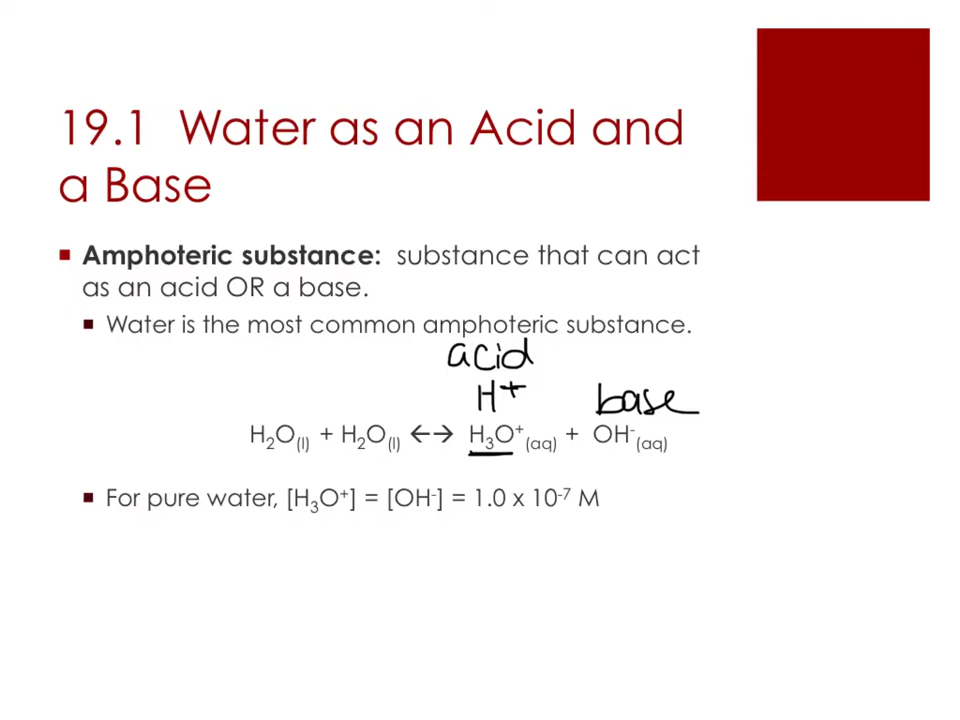 19.1 Water as an Acid and
a Base
Amphoteric substance: substance that can act
as an acid OR a base.
Water is the most common amphoteric substance.
acid
H+ base
H₂O(l) + H₂O(l) ←→ H₃O⁺(aq) + OH⁻(aq)
For pure water, [H₃O⁺] = [OH⁻] = 1.0 x 10⁻⁷ M